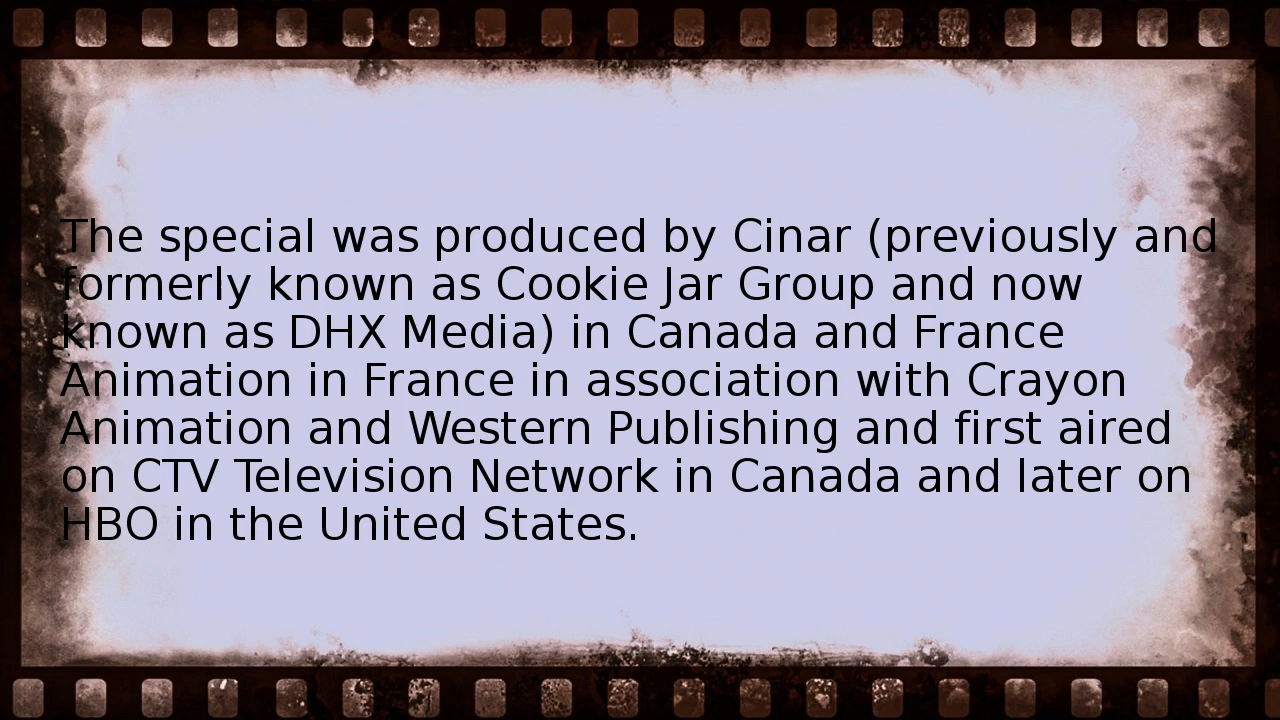 The special was produced by Cinar (previously and
formerly known as Cookie Jar Group and now
known as DHX Media) in Canada and France
Animation in France in association with Crayon
Animation and Western Publishing and first aired
on CTV Television Network in Canada and later on
HBO in the United States.